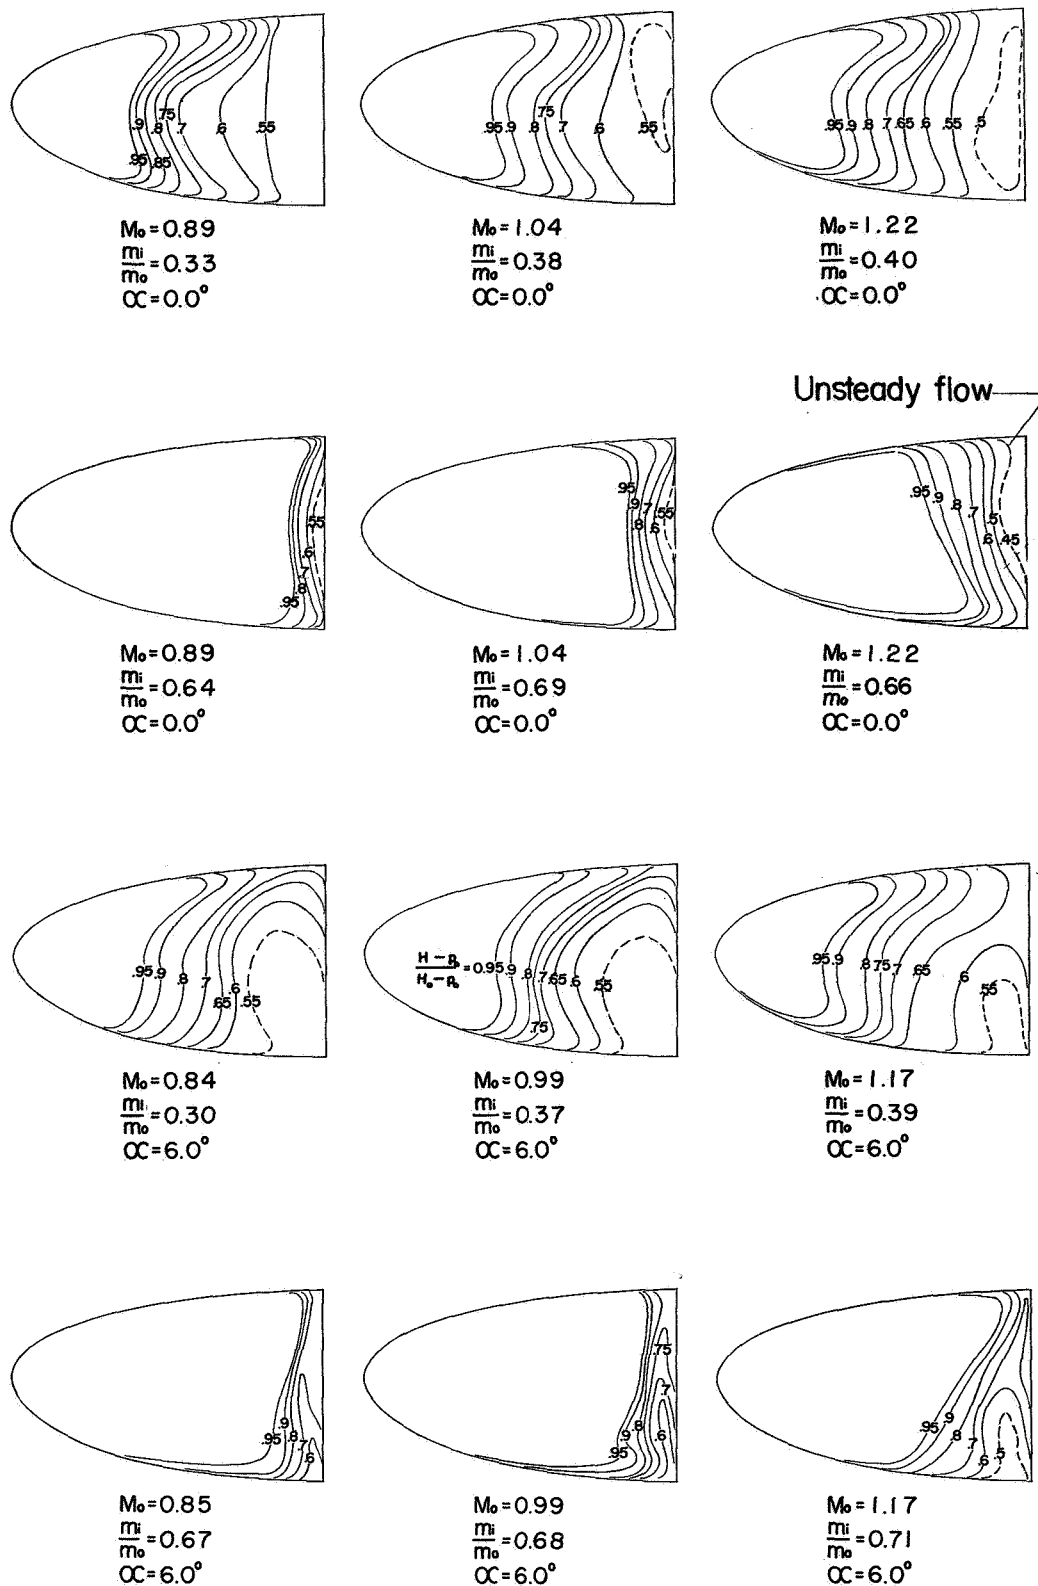 .95 .9 .85 .8 .75 .7 .6 .55
M₀=0.89
mi/m₀=0.33
α=0.0°
.95 .9 .8 .75 .7 .6 .55
M₀=1.04
mi/m₀=0.38
α=0.0°
.95 .9 .8 .7 .65 .6 .55 .5
M₀=1.22
mi/m₀=0.40
α=0.0°
Unsteady flow
.95 .8 .7 .6 .55
M₀=0.89
mi/m₀=0.64
α=0.0°
.95 .9 .8 .7 .6 .55
M₀=1.04
mi/m₀=0.69
α=0.0°
.95 .9 .8 .7 .6 .5 .45
M₀=1.22
mi/m₀=0.66
α=0.0°
.95 .9 .8 .7 .65 .6 .55
M₀=0.84
mi/m₀=0.30
α=6.0°
H-p₀/H₀-p₀=0.95 .9 .8 .75 .7 .65 .6 .55
M₀=0.99
mi/m₀=0.37
α=6.0°
.95 .9 .8 .75 .7 .65 .6 .55
M₀=1.17
mi/m₀=0.39
α=6.0°
.95 .9 .8 .7 .6
M₀=0.85
mi/m₀=0.67
α=6.0°
.95 .9 .8 .75 .7 .6
M₀=0.99
mi/m₀=0.68
α=6.0°
.95 .9 .8 .7 .6 .5
M₀=1.17
mi/m₀=0.71
α=6.0°